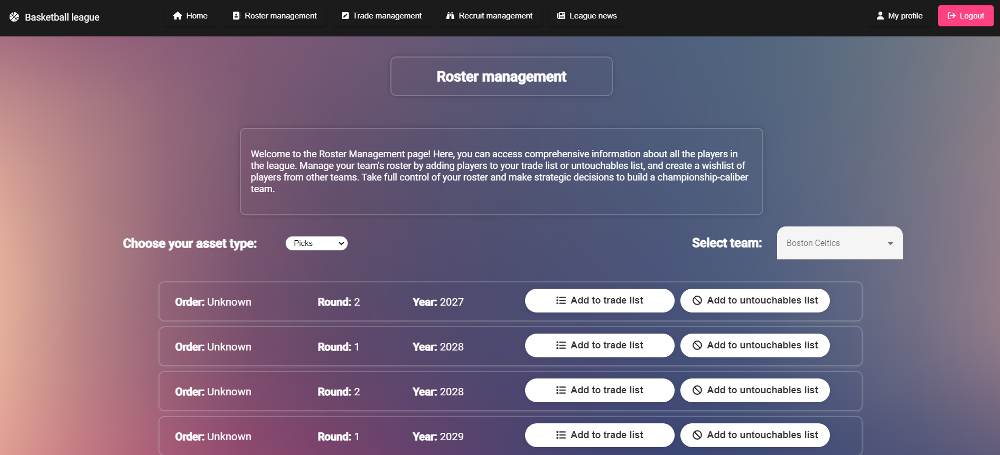 Basketball league
Home
Roster management
Trade management
Recruit management
League news
My profile
Logout
Roster management
Welcome to the Roster Management page! Here, you can access comprehensive information about all the players in
the league. Manage your team's roster by adding players to your trade list or untouchables list, and create a wishlist of
players from other teams. Take full control of your roster and make strategic decisions to build a championship-caliber
team.
Choose your asset type: Picks
Select team: Boston Celtics
Order: Unknown Round: 2 Year: 2027 Add to trade list Add to untouchables list
Order: Unknown Round: 1 Year: 2028 Add to trade list Add to untouchables list
Order: Unknown Round: 2 Year: 2028 Add to trade list Add to untouchables list
Order: Unknown Round: 1 Year: 2029 Add to trade list Add to untouchables list